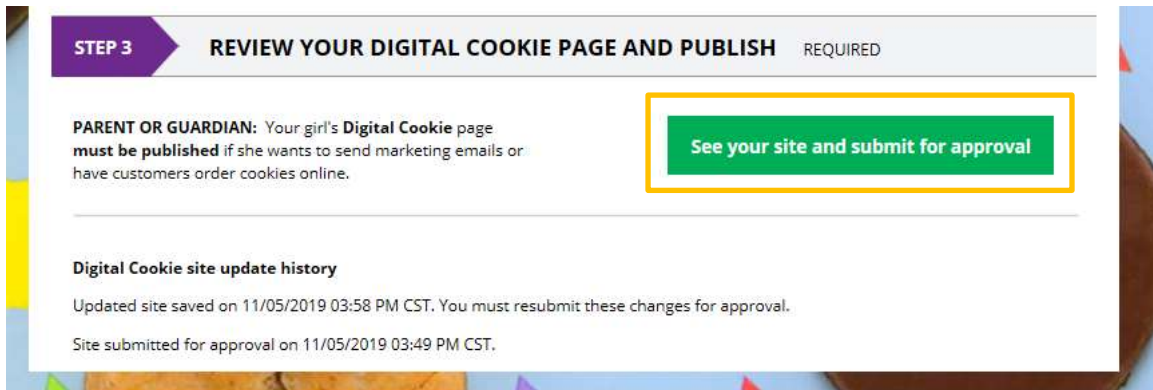 STEP 3 REVIEW YOUR DIGITAL COOKIE PAGE AND PUBLISH REQUIRED
PARENT OR GUARDIAN: Your girl's Digital Cookie page
must be published if she wants to send marketing emails or
have customers order cookies online.
See your site and submit for approval
Digital Cookie site update history
Updated site saved on 11/05/2019 03:58 PM CST. You must resubmit these changes for approval.
Site submitted for approval on 11/05/2019 03:49 PM CST.